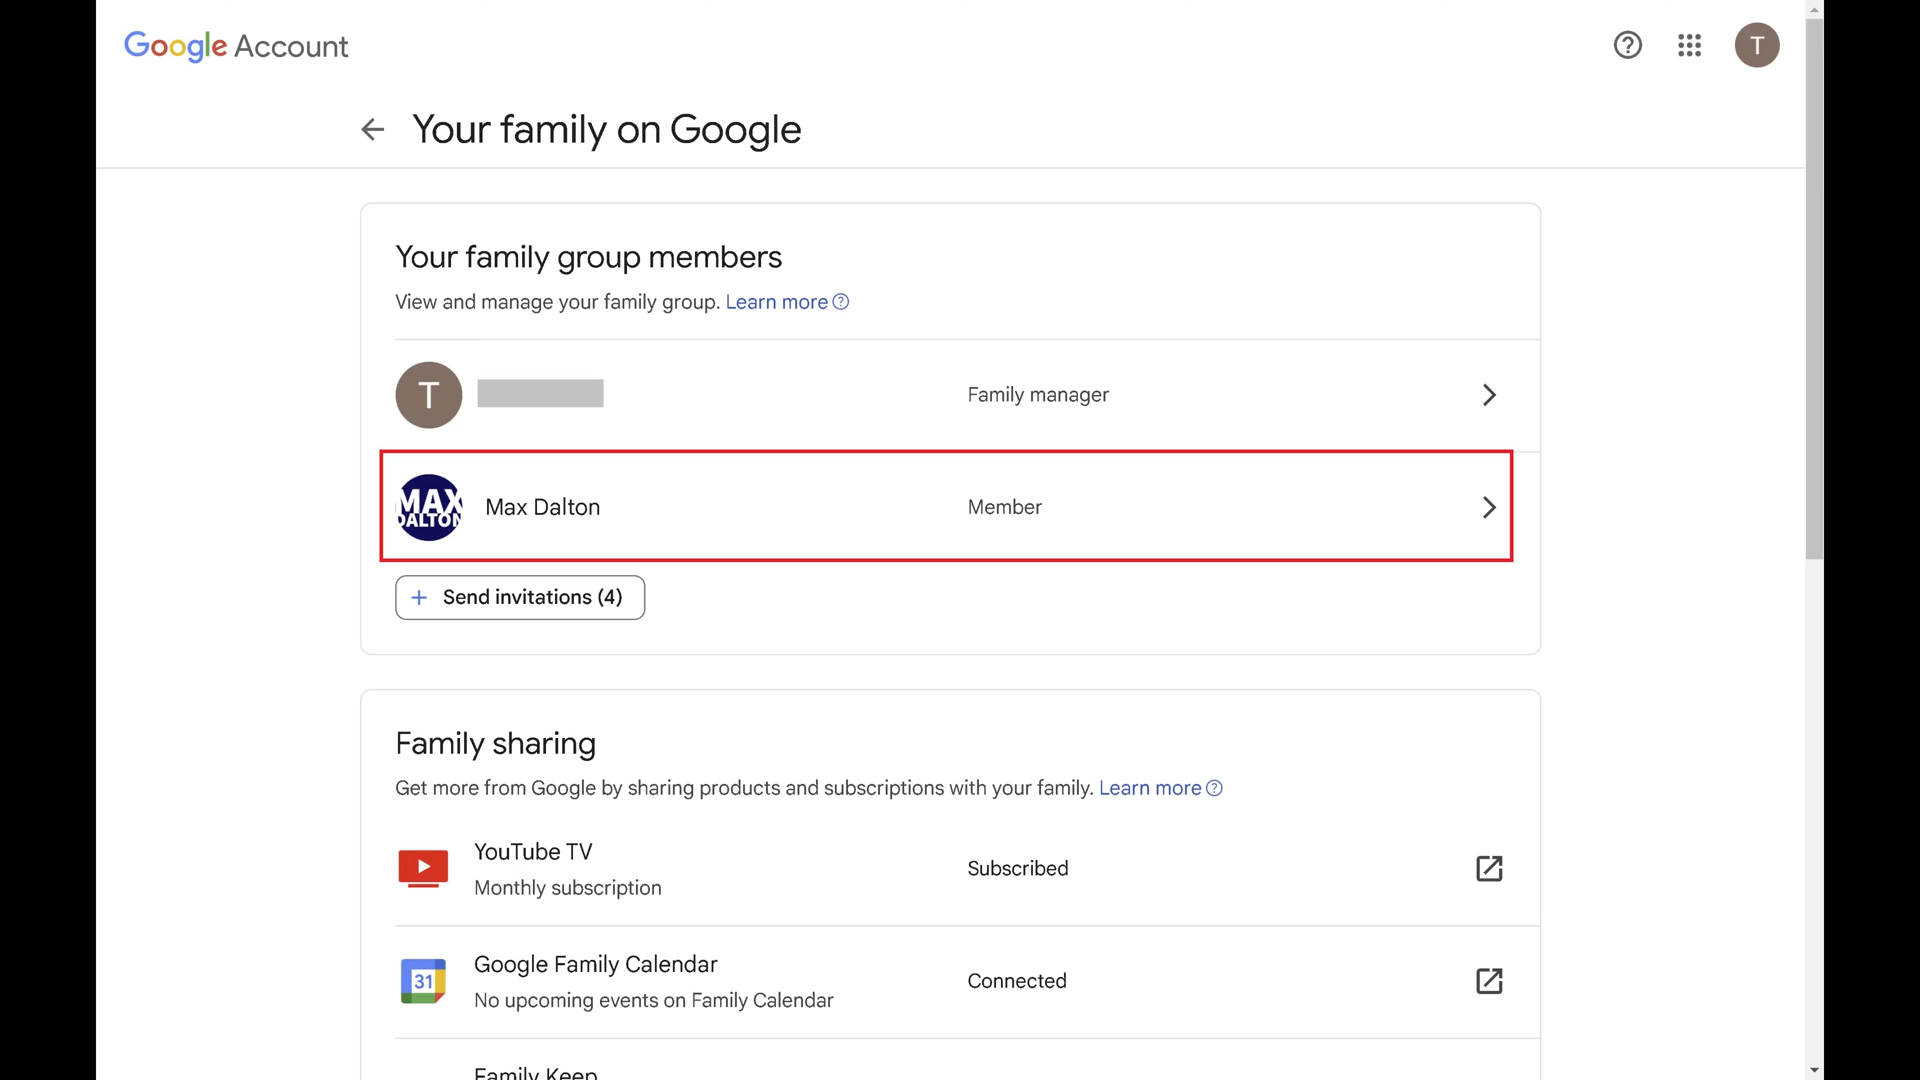 Google Account
T
Your family on Google
Your family group members
View and manage your family group. Learn more
T
Family manager
MAX
DALTON
Max Dalton
Member
+ Send invitations (4)
Family sharing
Get more from Google by sharing products and subscriptions with your family. Learn more
YouTube TV
Monthly subscription
Subscribed
31
Google Family Calendar
No upcoming events on Family Calendar
Connected
Family Keep